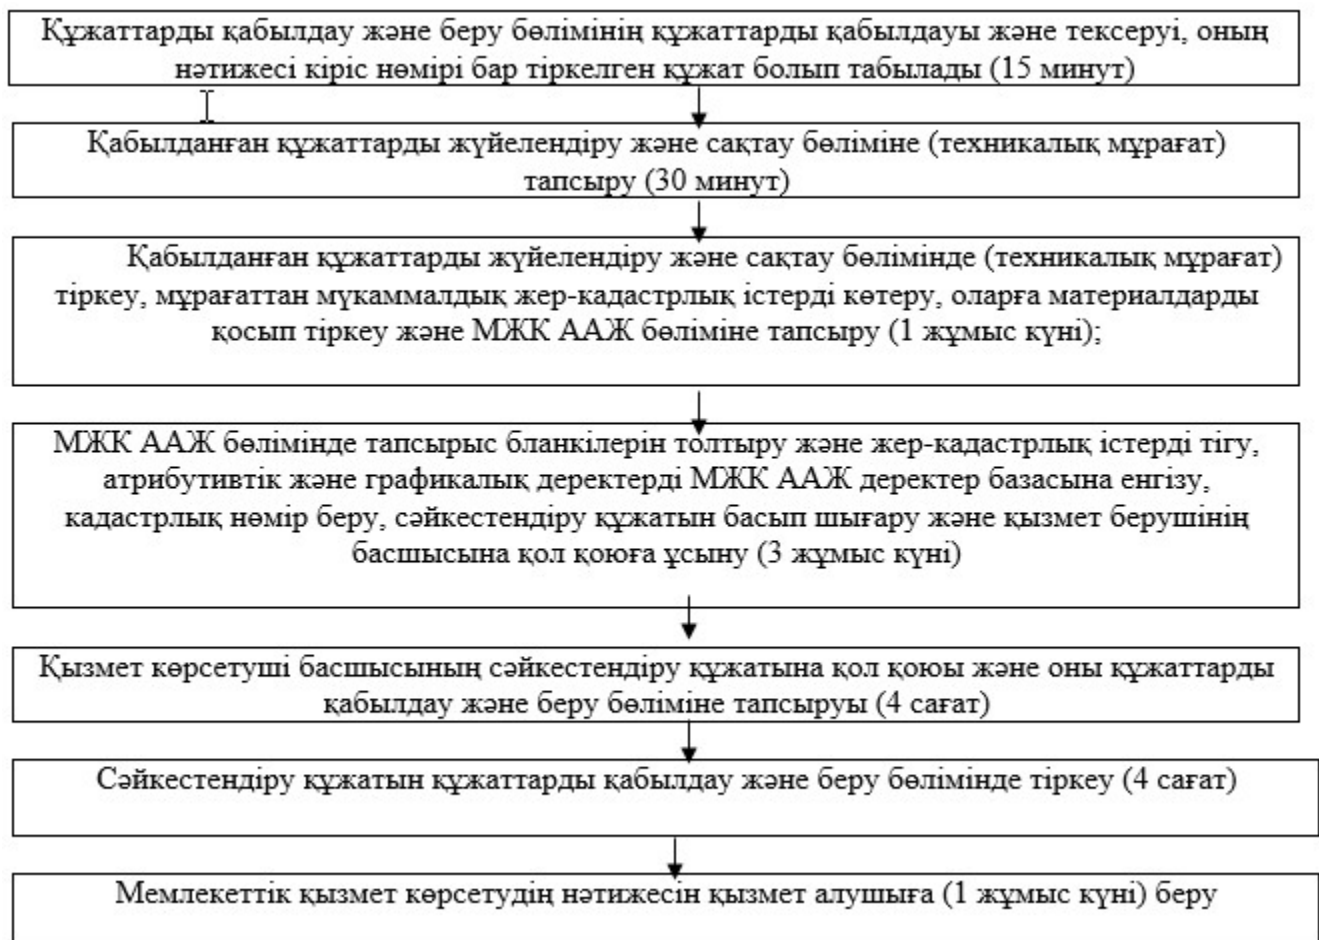 Құжаттарды қабылдау және беру бөлімінің құжаттарды қабылдауы және тексеруі, оның
нәтижесі кіріс нөмірі бар тіркелген құжат болып табылады (15 минут)
Қабылданған құжаттарды жүйелендіру және сақтау бөліміне (техникалық мұрағат)
тапсыру (30 минут)
Қабылданған құжаттарды жүйелендіру және сақтау бөлімінде (техникалық мұрағат)
тіркеу, мұрағаттан мүкаммалдық жер-кадастрлық істерді көтеру, оларға материалдарды
қосып тіркеу және МЖК ААЖ бөліміне тапсыру (1 жұмыс күні);
МЖК ААЖ бөлімінде тапсырыс бланкілерін толтыру және жер-кадастрлық істерді тігу,
атрибутивтік және графикалық деректерді МЖК ААЖ деректер базасына енгізу,
кадастрлық нөмір беру, сәйкестендіру құжатын басып шығару және қызмет берушінің
басшысына қол қоюға ұсыну (3 жұмыс күні)
Қызмет көрсетуші басшысының сәйкестендіру құжатына қол қоюы және оны құжаттарды
қабылдау және беру бөліміне тапсыруы (4 сағат)
Сәйкестендіру құжатын құжаттарды қабылдау және беру бөлімінде тіркеу (4 сағат)
Мемлекеттік қызмет көрсетудің нәтижесін қызмет алушыға (1 жұмыс күні) беру